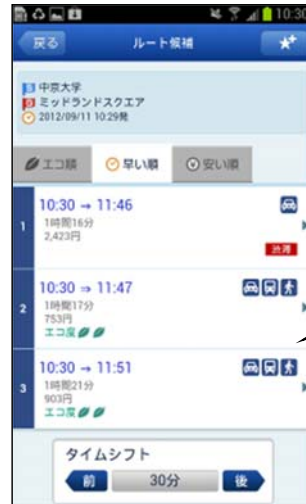 10:30
戻る
ルート候補
中京大学
ミッドランドスクエア
2012/09/11 10:29発
エコ順
早い順
安い順
1
10:30 → 11:46
1時間16分
2,423円
渋滞
2
10:30 ⇒ 11:47
1時間17分
753円
エコ度
3
10:30 → 11:51
1時間21分
903円
エコ度
タイムシフト
前
30分
後